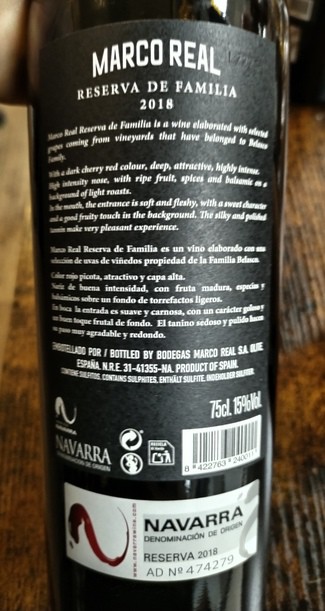 MARCO REAL
RESERVA DE FAMILIA
2018
Marco Real Reserva de Familia is a wine elaborated with selected
grapes coming from vineyards that have belonged to Belasco
Family.
With a dark cherry red colour, deep, attractive, highly intense.
High intensity nose, with ripe fruit, spices and balsamic on a
background of light roasts.
In the mouth, the entrance is soft and fleshy, with a sweet character
and a good fruity touch in the background. The silky and polished
tannin make very pleasant experience.
Marco Real Reserva de Familia es un vino elaborado con una
selección de uvas de viñedos propiedad de la Familia Belasco.
Color rojo picota, atractivo y capa alta.
Nariz de buena intensidad, con fruta madura, especias y
balsámicos sobre un fondo de torrefactos ligeros.
En boca la entrada es suave y carnosa, con un carácter goloso y
un buen toque frutal de fondo. El tanino sedoso y pulido hacen
su paso muy agradable y redondo.
EMBOTELLADO POR / BOTTLED BY BODEGAS MARCO REAL S.A. OLITE.
ESPAÑA. N.R.E. 31-41355-NA. PRODUCT OF SPAIN.
CONTIENE SULFITOS. CONTAINS SULPHITES. ENTHÄLT SULFITE. INDEHOLDER SULFITTER.
75cl. 15%Vol.
NAVARRA
DENOMINACIÓN DE ORIGEN
8 422763 240011
www.navarrawine.com
NAVARRA
DENOMINACIÓN DE ORIGEN
RESERVA 2018
AD Nº 474279